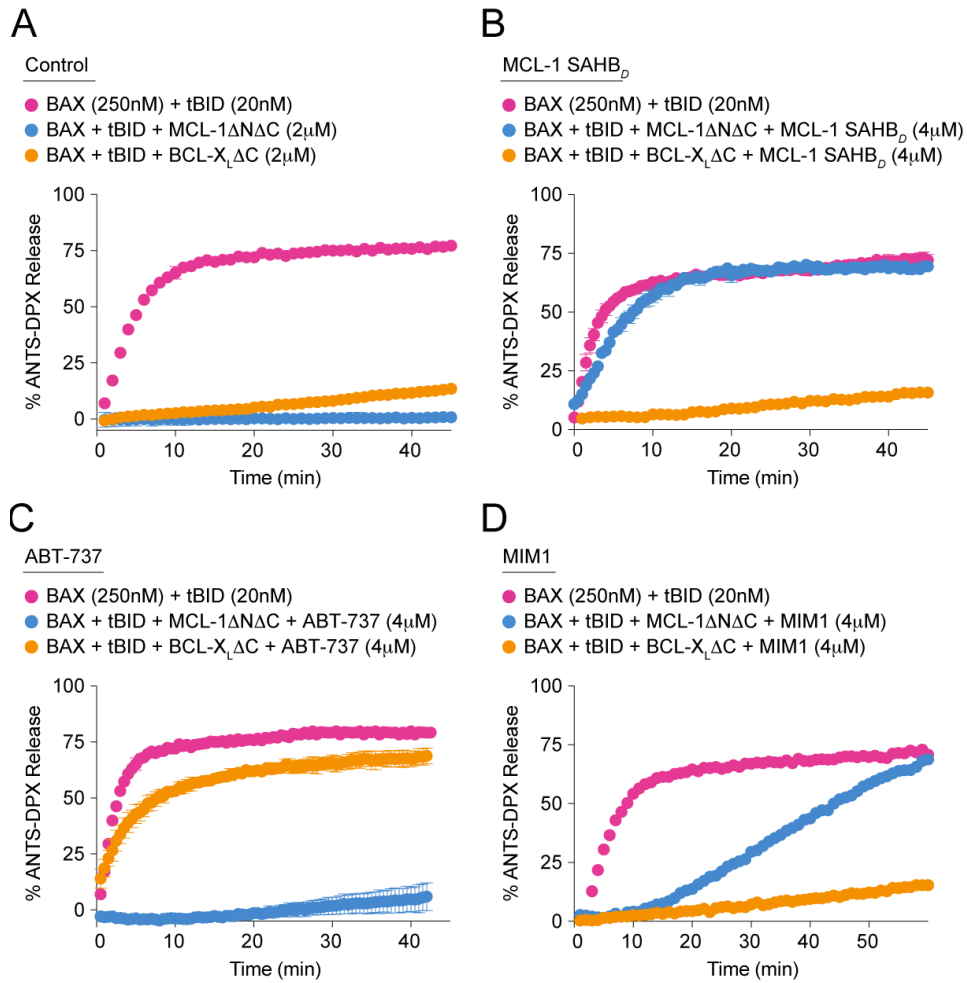 A
Control
BAX (250nM) + tBID (20nM)
BAX + tBID + MCL-1ΔNΔC (2μM)
BAX + tBID + BCL-XLΔC (2μM)
% ANTS-DPX Release
100
75
50
25
0
0 10 20 30 40
Time (min)
B
MCL-1 SAHBD
BAX (250nM) + tBID (20nM)
BAX + tBID + MCL-1ΔNΔC + MCL-1 SAHBD (4μM)
BAX + tBID + BCL-XLΔC + MCL-1 SAHBD (4μM)
% ANTS-DPX Release
100
75
50
25
0
0 10 20 30 40
Time (min)
C
ABT-737
BAX (250nM) + tBID (20nM)
BAX + tBID + MCL-1ΔNΔC + ABT-737 (4μM)
BAX + tBID + BCL-XLΔC + ABT-737 (4μM)
% ANTS-DPX Release
100
75
50
25
0
0 10 20 30 40
Time (min)
D
MIM1
BAX (250nM) + tBID (20nM)
BAX + tBID + MCL-1ΔNΔC + MIM1 (4μM)
BAX + tBID + BCL-XLΔC + MIM1 (4μM)
% ANTS-DPX Release
100
75
50
25
0
0 10 20 30 40 50
Time (min)